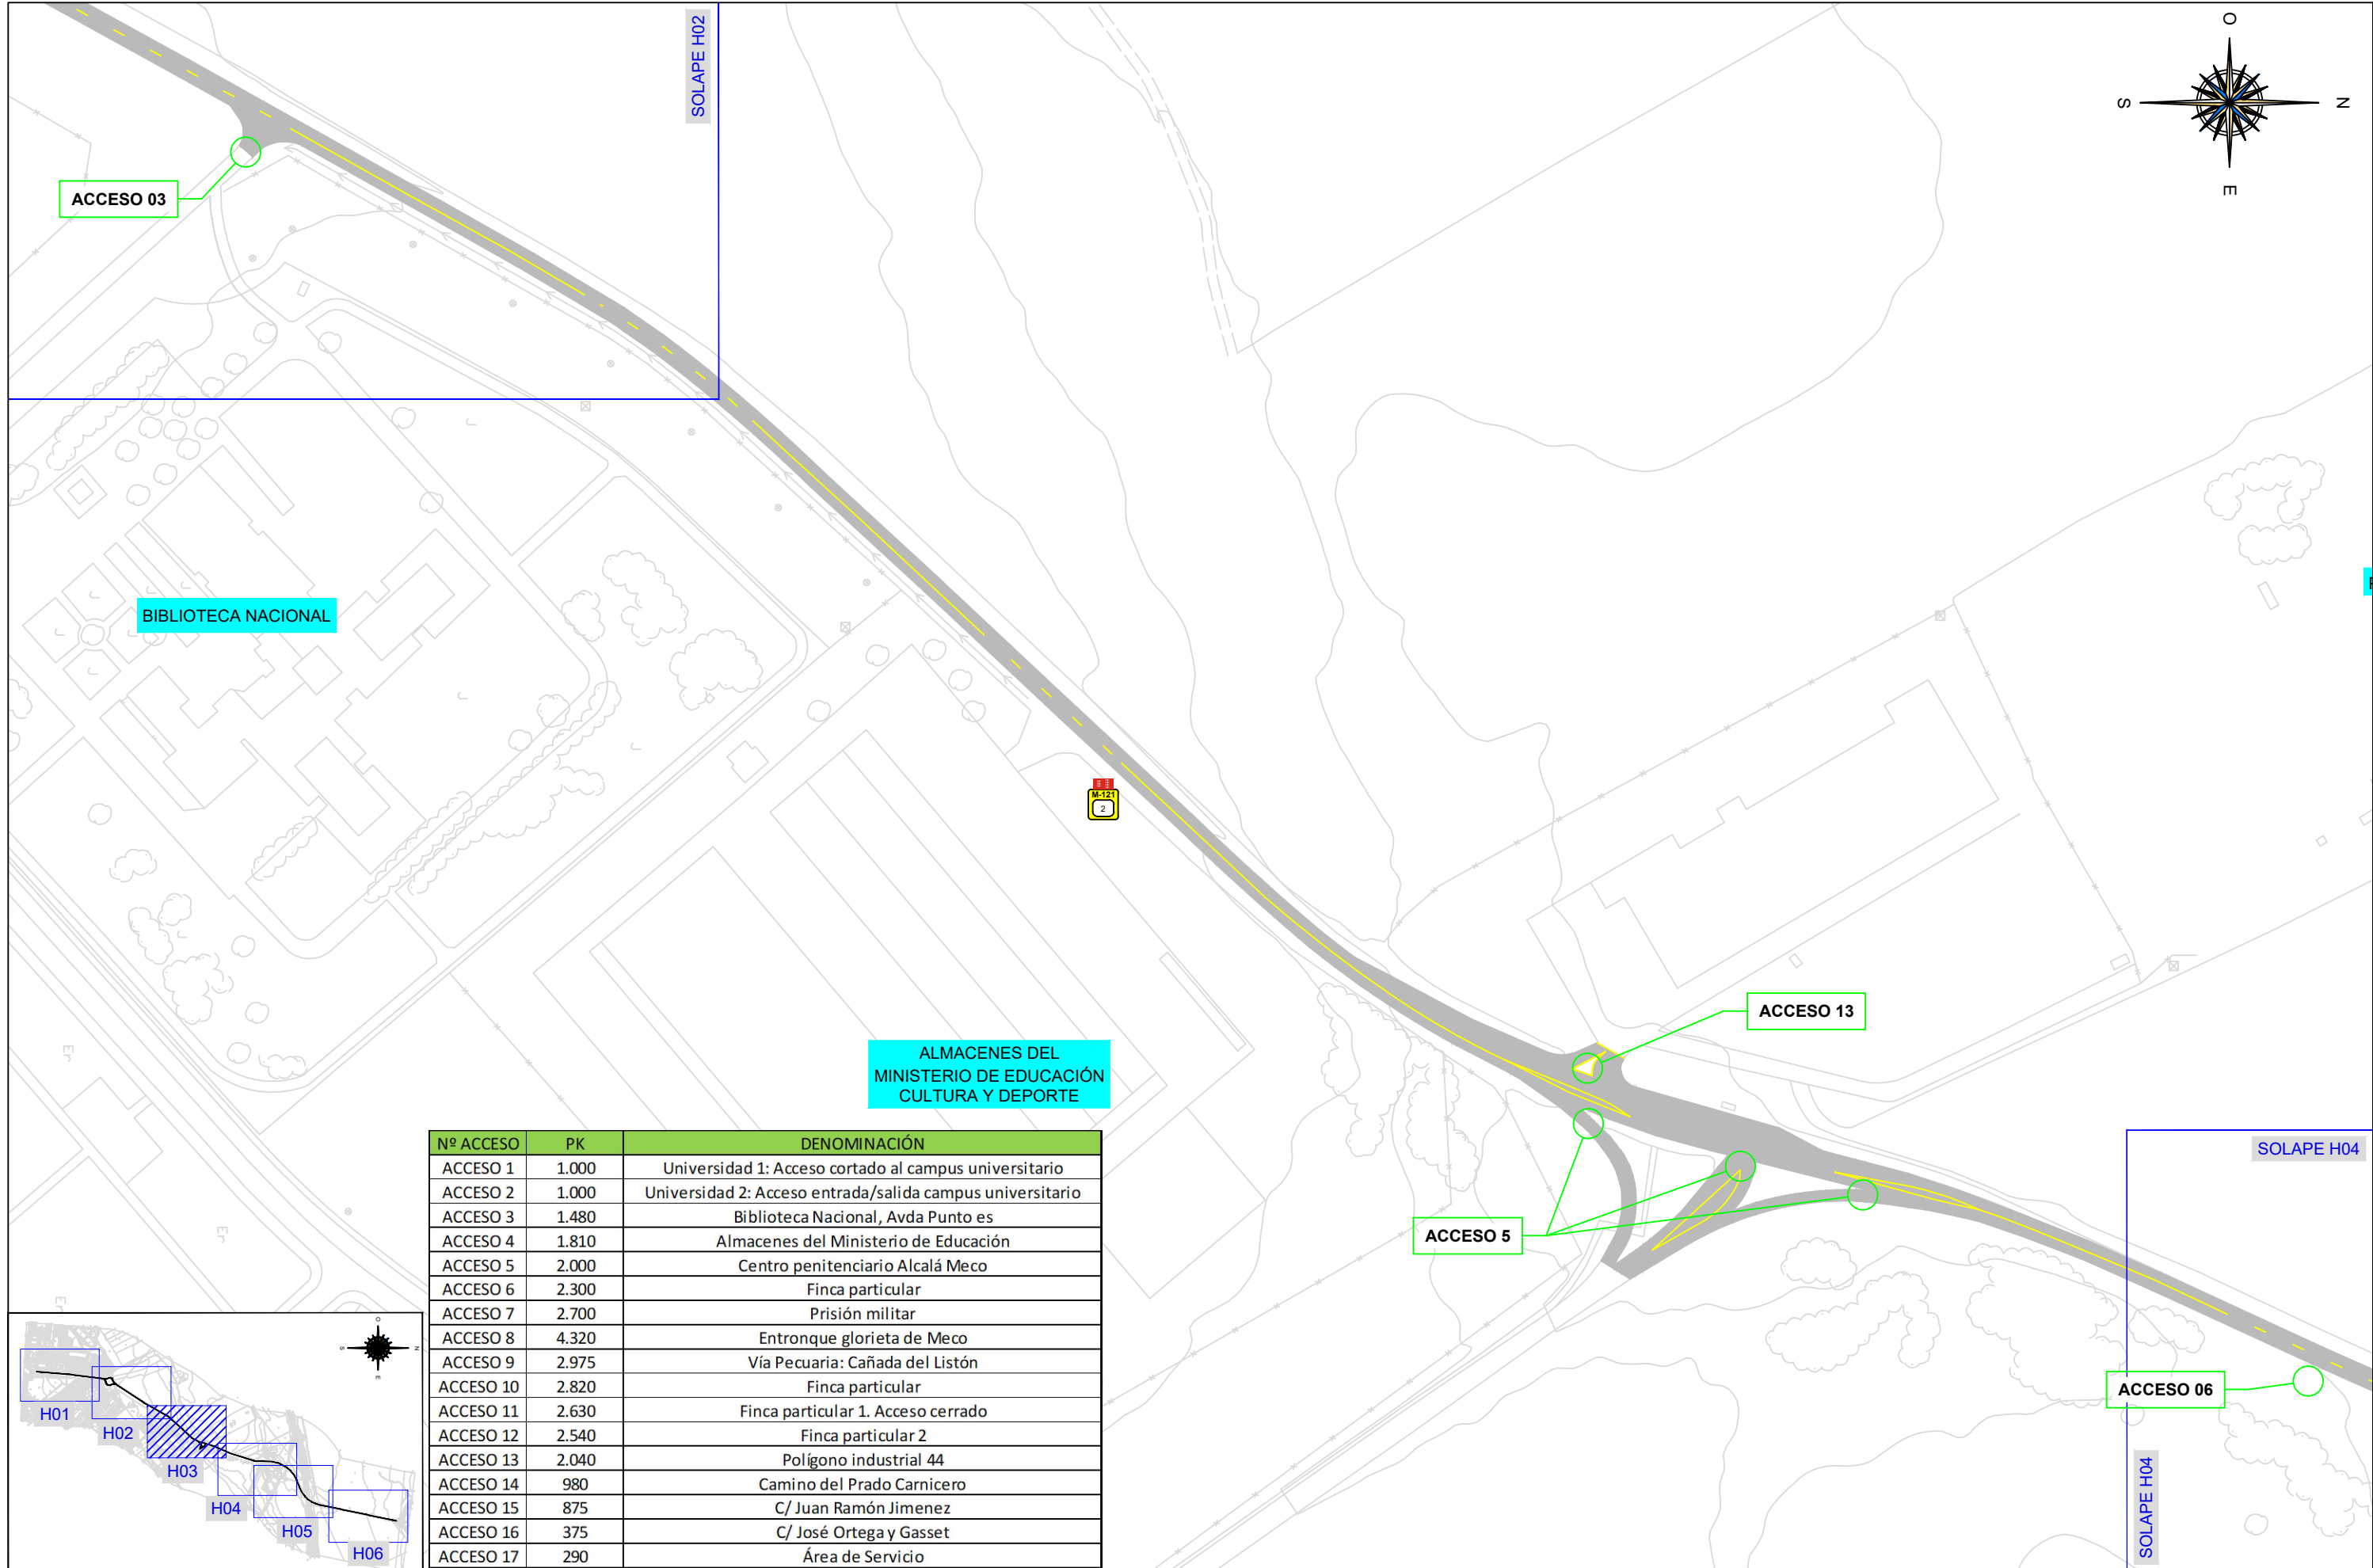 SOLAPE H02
O
S
N
E
ACCESO 03
BIBLIOTECA NACIONAL
M-121
2
ACCESO 13
ALMACENES DEL
MINISTERIO DE EDUCACIÓN
CULTURA Y DEPORTE
SOLAPE H04
ACCESO 5
ACCESO 06
SOLAPE H04
Nº ACCESO PK DENOMINACIÓN
ACCESO 1 1.000 Universidad 1: Acceso cortado al campus universitario
ACCESO 2 1.000 Universidad 2: Acceso entrada/salida campus universitario
ACCESO 3 1.480 Biblioteca Nacional, Avda Punto es
ACCESO 4 1.810 Almacenes del Ministerio de Educación
ACCESO 5 2.000 Centro penitenciario Alcalá Meco
ACCESO 6 2.300 Finca particular
ACCESO 7 2.700 Prisión militar
ACCESO 8 4.320 Entronque glorieta de Meco
ACCESO 9 2.975 Vía Pecuaria: Cañada del Listón
ACCESO 10 2.820 Finca particular
ACCESO 11 2.630 Finca particular 1. Acceso cerrado
ACCESO 12 2.540 Finca particular 2
ACCESO 13 2.040 Polígono industrial 44
ACCESO 14 980 Camino del Prado Carnicero
ACCESO 15 875 C/ Juan Ramón Jimenez
ACCESO 16 375 C/ José Ortega y Gasset
ACCESO 17 290 Área de Servicio
Er
Er
Er
O
S
N
E
H01
H02
H03
H04
H05
H06